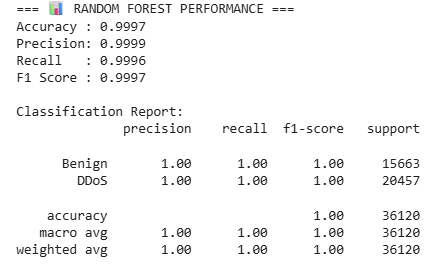 === 📊 RANDOM FOREST PERFORMANCE ===
Accuracy : 0.9997
Precision: 0.9999
Recall   : 0.9996
F1 Score : 0.9997
Classification Report:
              precision    recall  f1-score   support
      Benign       1.00      1.00      1.00     15663
        DDoS       1.00      1.00      1.00     20457
    accuracy                           1.00     36120
   macro avg       1.00      1.00      1.00     36120
weighted avg       1.00      1.00      1.00     36120